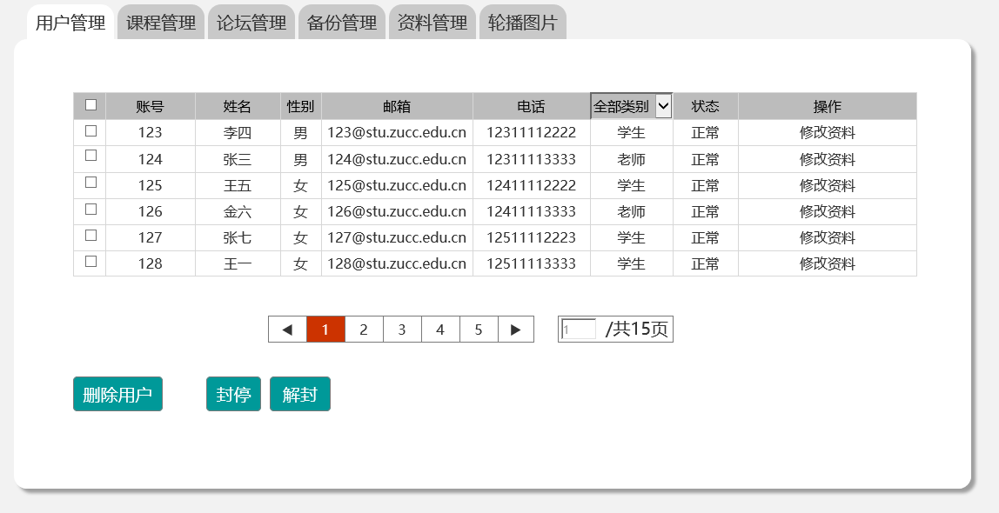 用户管理 课程管理 论坛管理 备份管理 资料管理 轮播图片
账号 姓名 性别 邮箱 电话 全部类别 状态 操作
123 李四 男 123@stu.zucc.edu.cn 12311112222 学生 正常 修改资料
124 张三 男 124@stu.zucc.edu.cn 12311113333 老师 正常 修改资料
125 王五 女 125@stu.zucc.edu.cn 12411112222 学生 正常 修改资料
126 金六 女 126@stu.zucc.edu.cn 12411113333 老师 正常 修改资料
127 张七 女 127@stu.zucc.edu.cn 12511112223 学生 正常 修改资料
128 王一 女 128@stu.zucc.edu.cn 12511113333 学生 正常 修改资料
◀ 1 2 3 4 5 ▶ 1 /共15页
删除用户 封停 解封